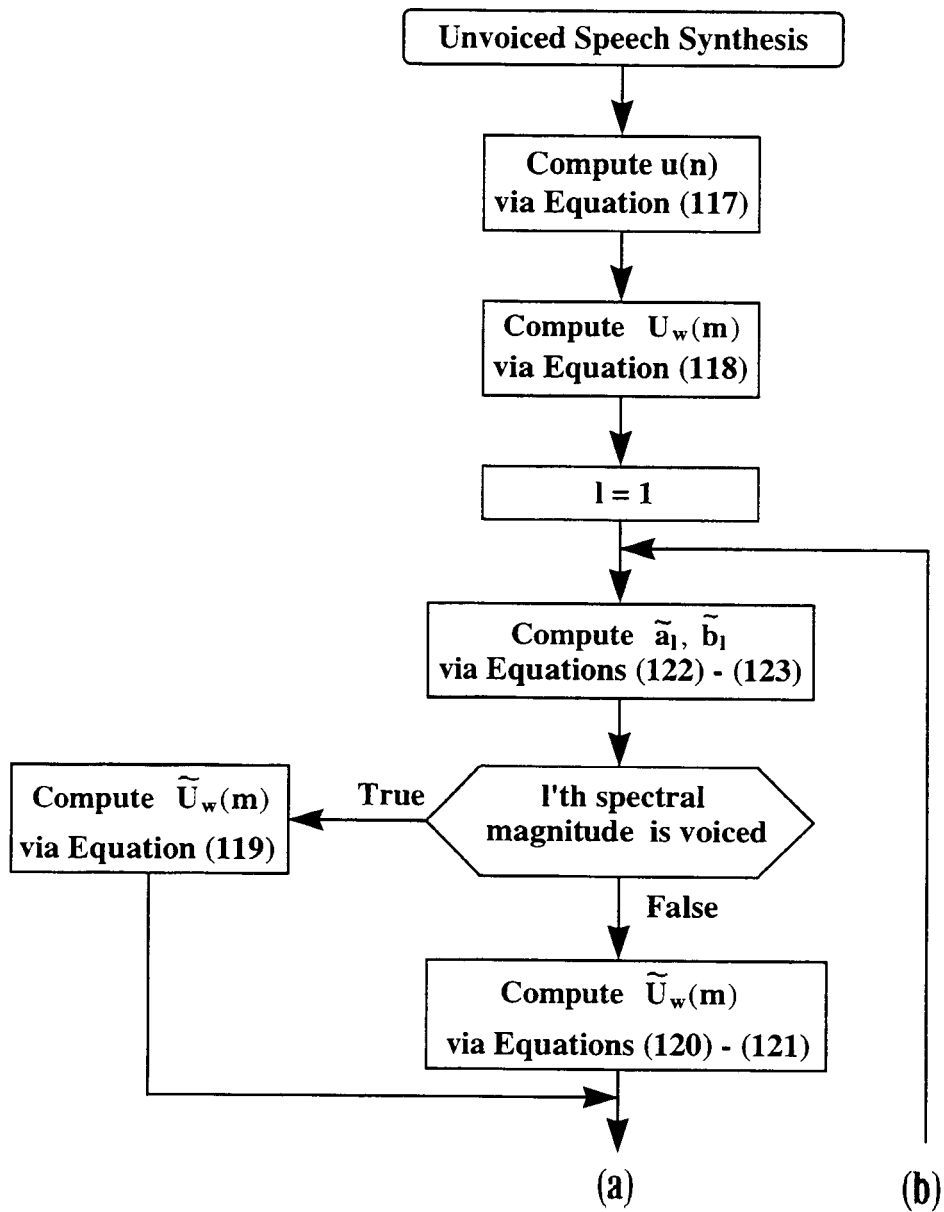 Unvoiced Speech Synthesis
Compute u(n)
via Equation (117)
Compute U_w(m)
via Equation (118)
l = 1
Compute ã_l, b̃_l
via Equations (122) - (123)
l'th spectral
magnitude is voiced
True
Compute Ũ_w(m)
via Equation (119)
False
Compute Ũ_w(m)
via Equations (120) - (121)
(a)
(b)